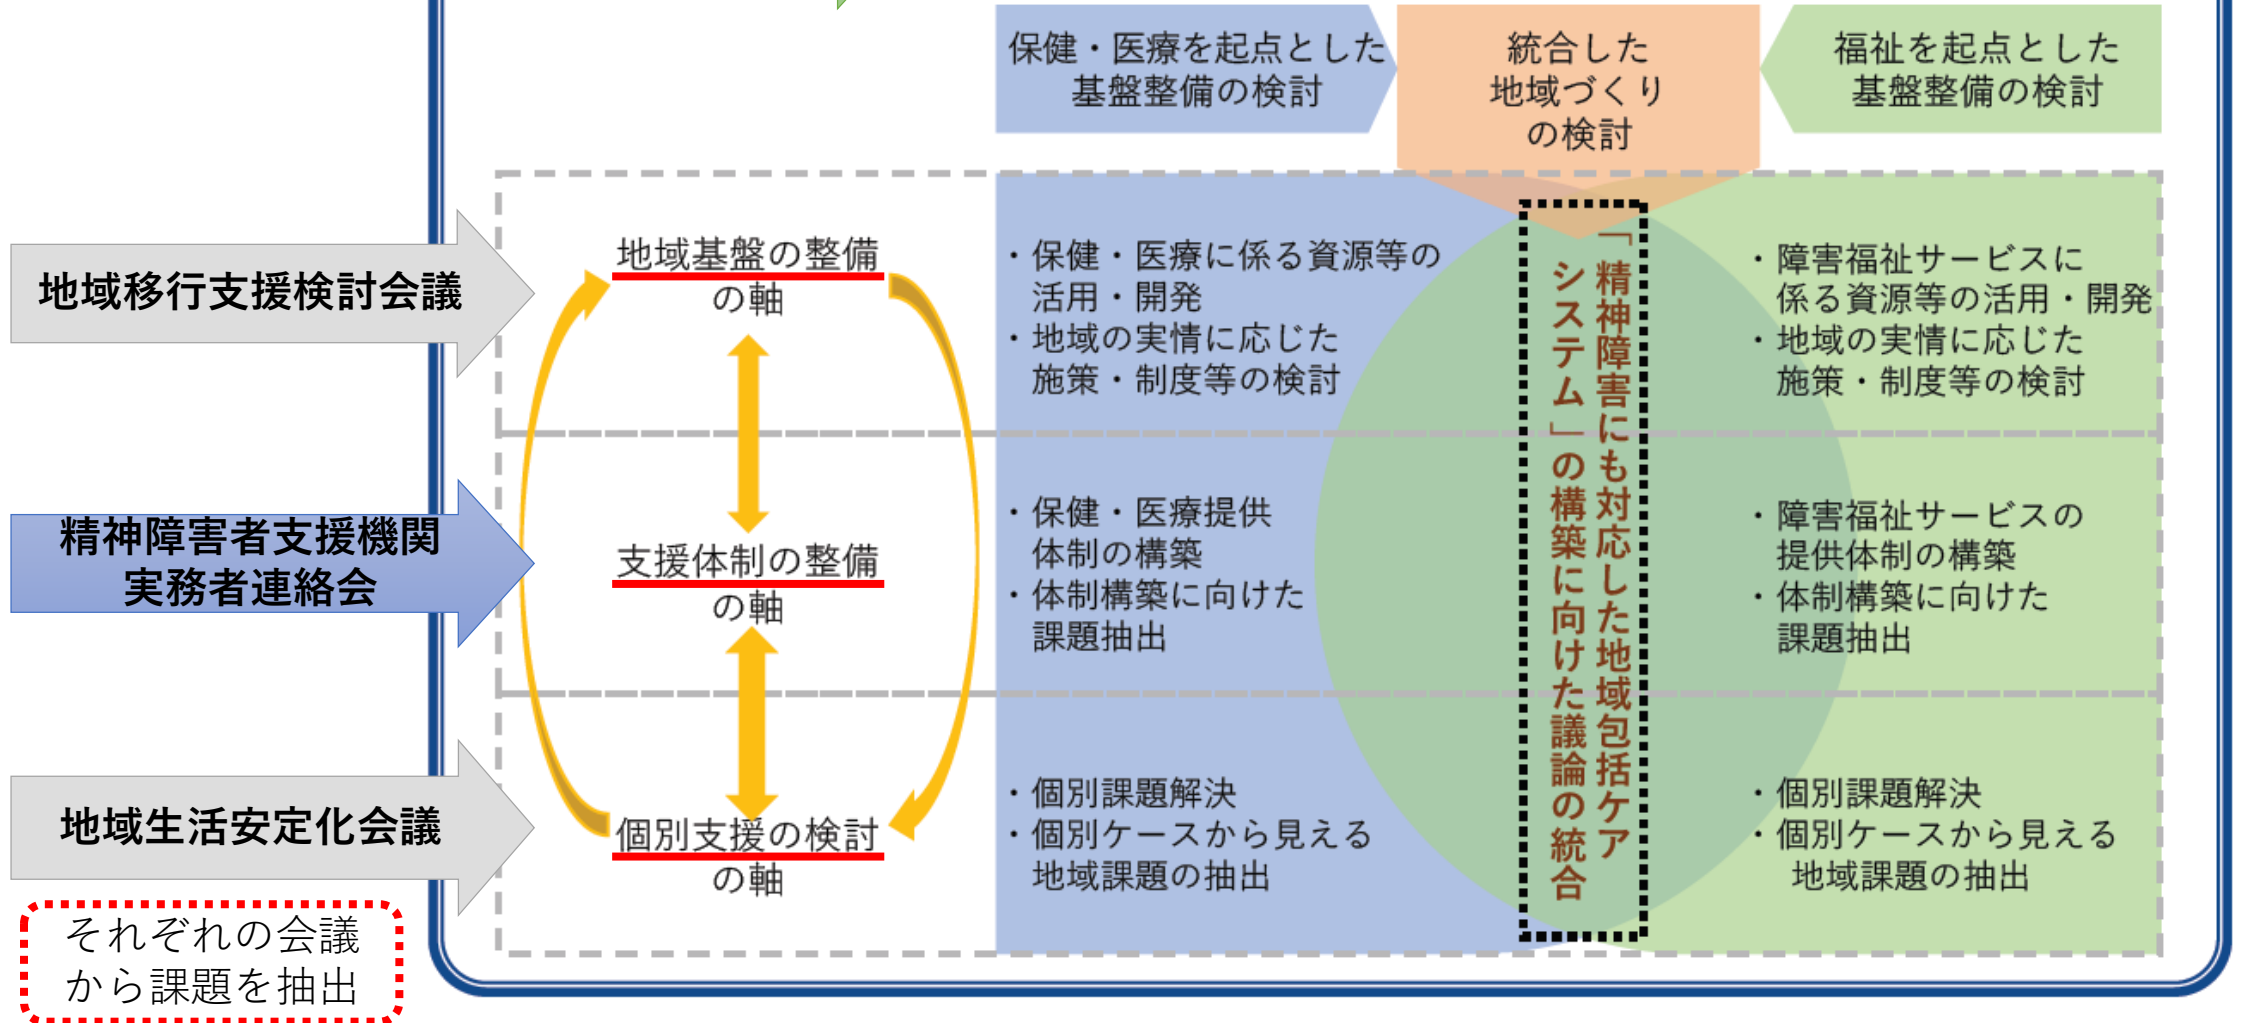 保健・医療を起点とした
基盤整備の検討
統合した
地域づくり
の検討
福祉を起点とした
基盤整備の検討
地域移行支援検討会議
地域基盤の整備
の軸
・保健・医療に係る資源等の
活用・開発
・地域の実情に応じた
施策・制度等の検討
・障害福祉サービスに
係る資源等の活用・開発
・地域の実情に応じた
施策・制度等の検討
「精神障害にも対応した地域包括ケア
システム」の構築に向けた議論の統合
精神障害者支援機関
実務者連絡会
支援体制の整備
の軸
・保健・医療提供
体制の構築
・体制構築に向けた
課題抽出
・障害福祉サービスの
提供体制の構築
・体制構築に向けた
課題抽出
地域生活安定化会議
個別支援の検討
の軸
・個別課題解決
・個別ケースから見える
地域課題の抽出
・個別課題解決
・個別ケースから見える
地域課題の抽出
それぞれの会議
から課題を抽出